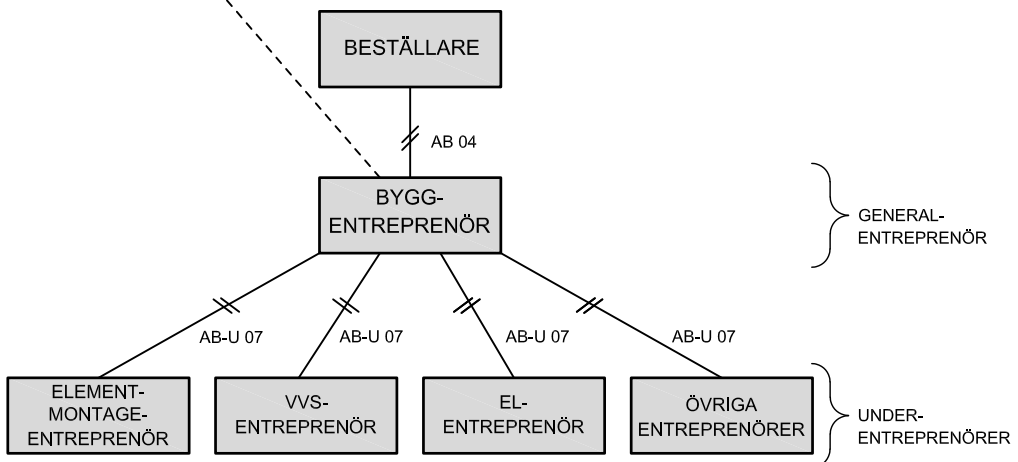 BESTÄLLARE
AB 04
BYGG-
ENTREPRENÖR
GENERAL-
ENTREPRENÖR
AB-U 07
AB-U 07
AB-U 07
AB-U 07
ELEMENT-
MONTAGE-
ENTREPRENÖR
VVS-
ENTREPRENÖR
EL-
ENTREPRENÖR
ÖVRIGA
ENTREPRENÖRER
UNDER-
ENTREPRENÖRER